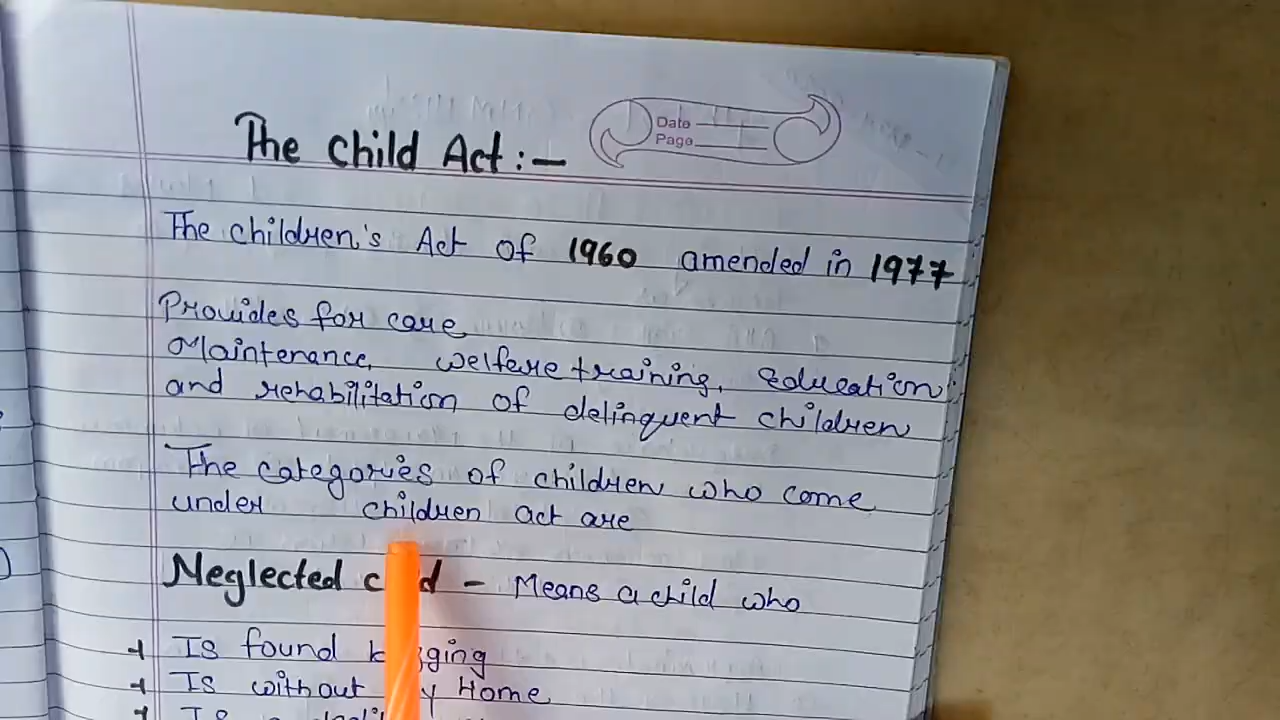 The Child Act :-
Date
Page
The children's Act of 1960 amended in 1977
Provides for care
Maintenance, welfere training, Education
and rehabilitation of delinquent children
The categories of children who come
under children act are
Neglected - Means a child who
Is found
Is without Home
Is